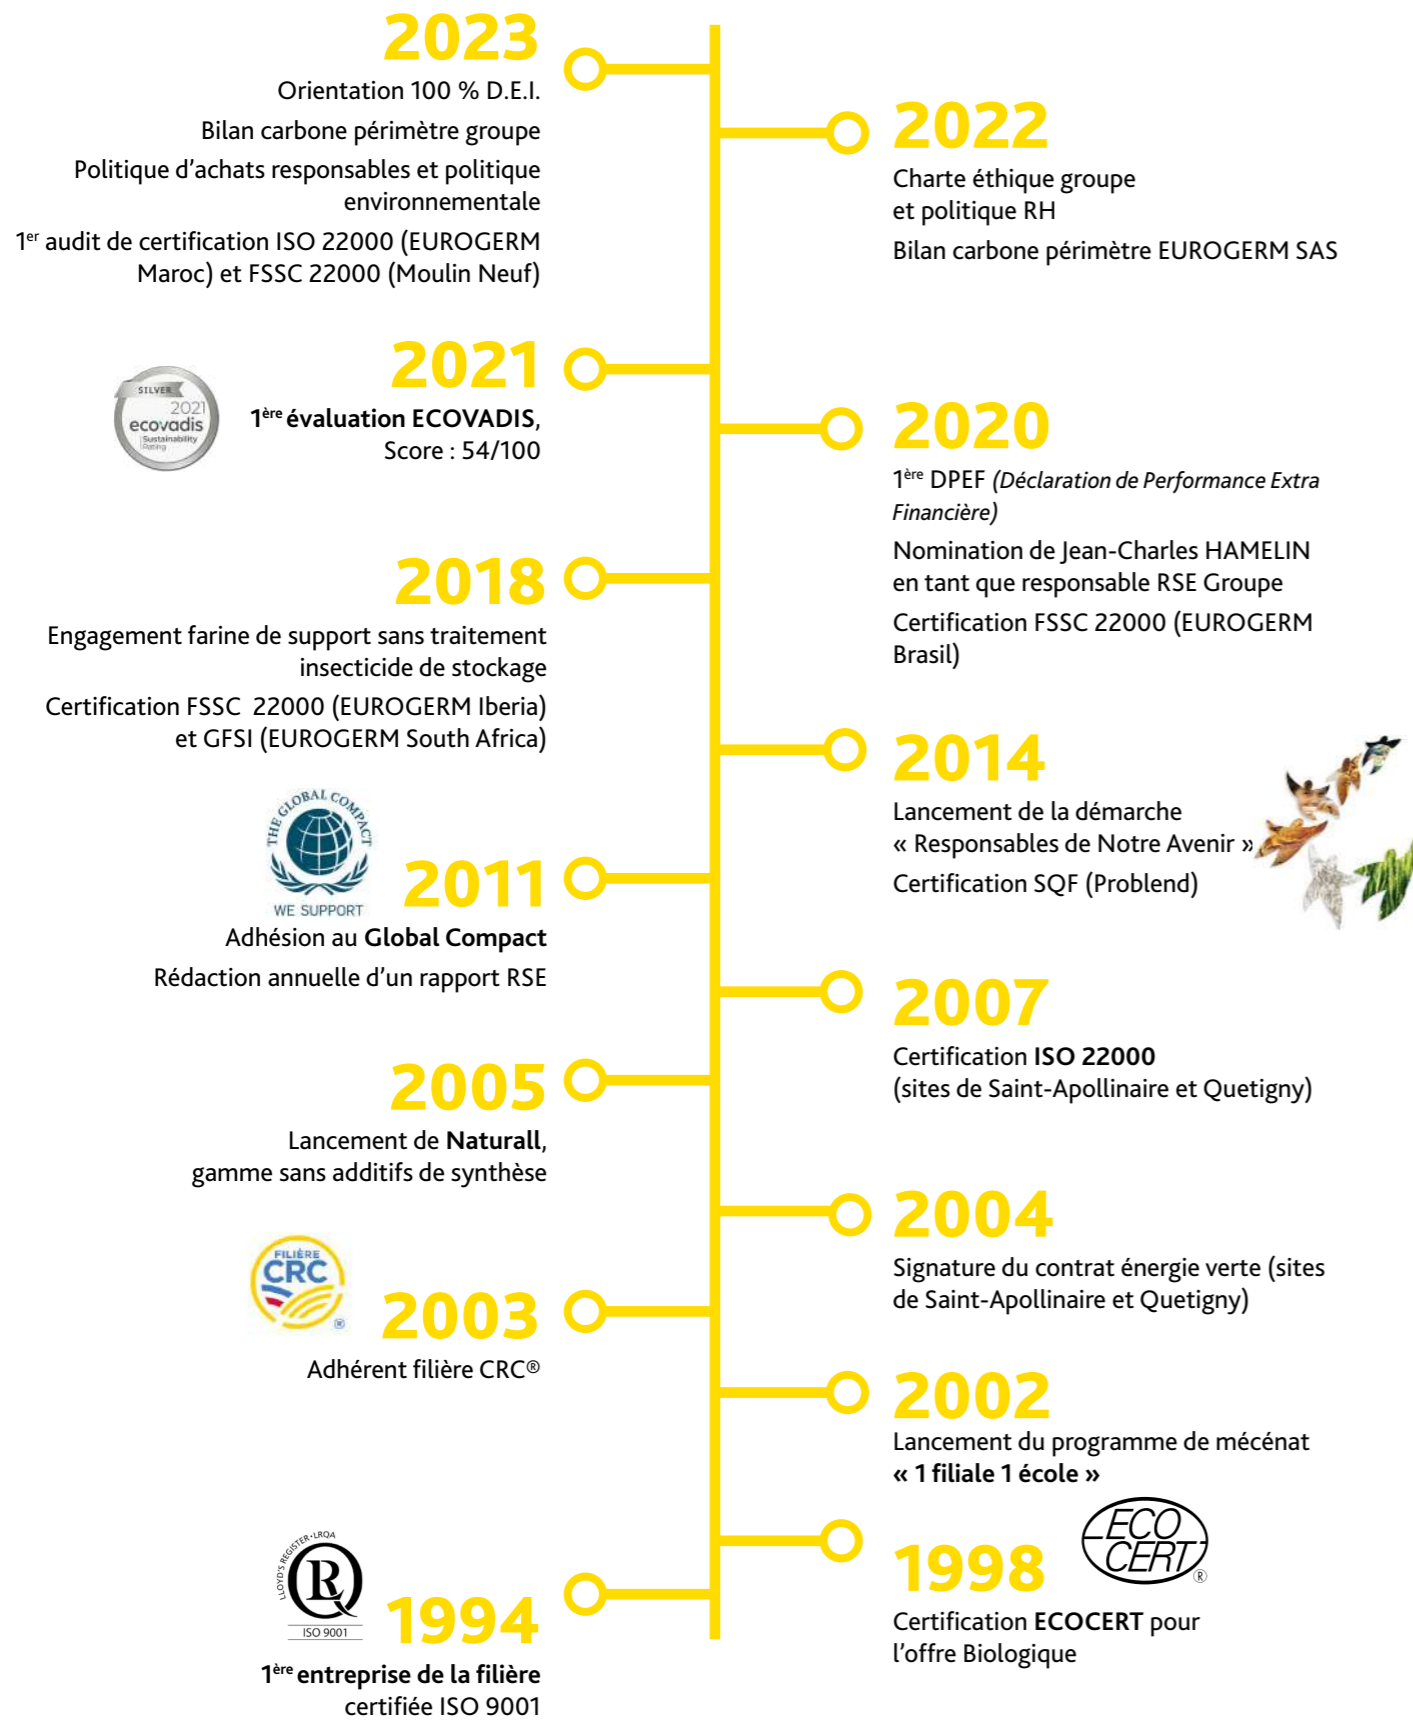 2023
Orientation 100 % D.E.I.
Bilan carbone périmètre groupe
Politique d'achats responsables et politique
environnementale
1er audit de certification ISO 22000 (EUROGERM
Maroc) et FSSC 22000 (Moulin Neuf)
2022
Charte éthique groupe
et politique RH
Bilan carbone périmètre EUROGERM SAS
2021
SILVER
2021
ecovadis
Sustainability
Rating
1ère évaluation ECOVADIS,
Score : 54/100
2020
1ère DPEF (Déclaration de Performance Extra
Financière)
Nomination de Jean-Charles HAMELIN
en tant que responsable RSE Groupe
Certification FSSC 22000 (EUROGERM
Brasil)
2018
Engagement farine de support sans traitement
insecticide de stockage
Certification FSSC 22000 (EUROGERM Iberia)
et GFSI (EUROGERM South Africa)
2014
Lancement de la démarche
« Responsables de Notre Avenir »
Certification SQF (Problend)
THE GLOBAL COMPACT
WE SUPPORT
2011
Adhésion au Global Compact
Rédaction annuelle d'un rapport RSE
2007
Certification ISO 22000
(sites de Saint-Apollinaire et Quetigny)
2005
Lancement de Naturall,
gamme sans additifs de synthèse
2004
Signature du contrat énergie verte (sites
de Saint-Apollinaire et Quetigny)
FILIÈRE
CRC
®
2003
Adhérent filière CRC®
2002
Lancement du programme de mécénat
« 1 filiale 1 école »
ECO
CERT
®
1998
Certification ECOCERT pour
l'offre Biologique
LLOYD'S REGISTER·LRQA
LRQ
ISO 9001
1994
1ère entreprise de la filière
certifiée ISO 9001